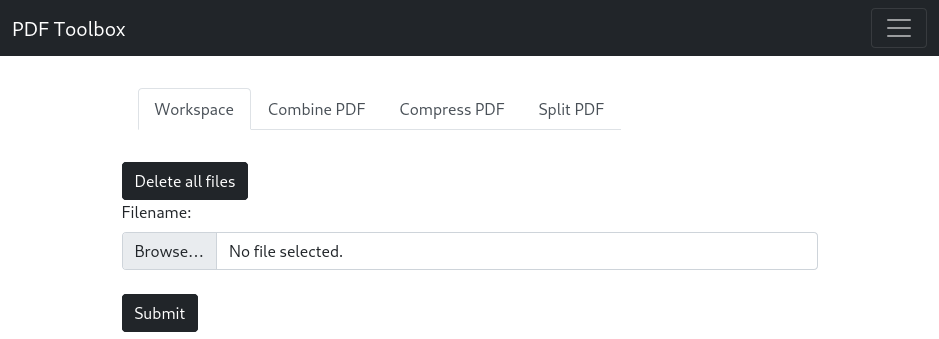 PDF Toolbox
Workspace Combine PDF Compress PDF Split PDF
Delete all files
Filename:
Browse... No file selected.
Submit